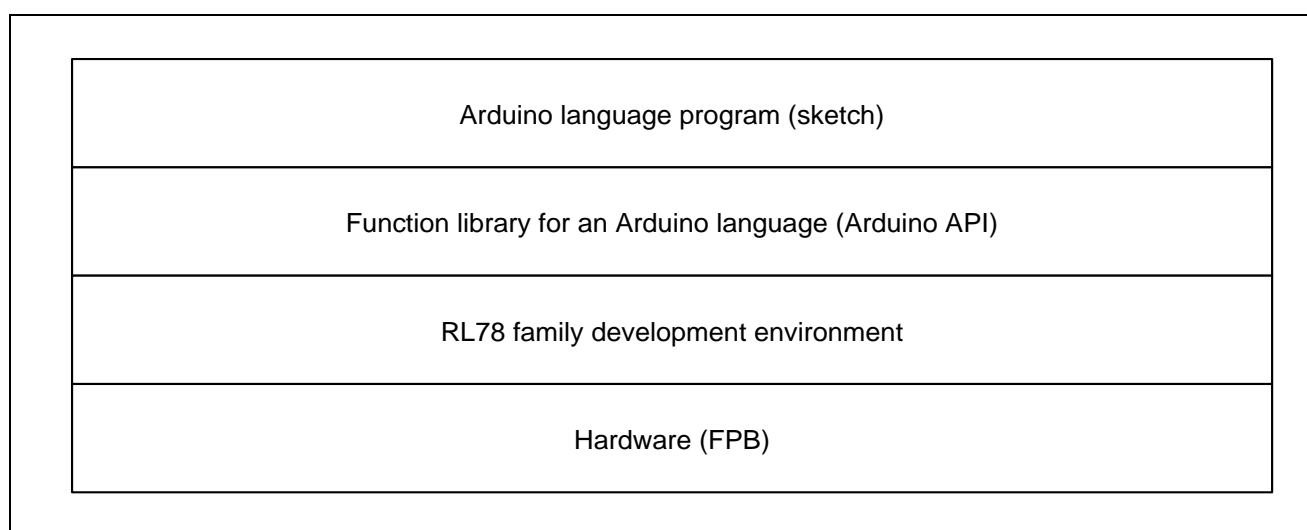 Arduino language program (sketch)
Function library for an Arduino language (Arduino API)
RL78 family development environment
Hardware (FPB)